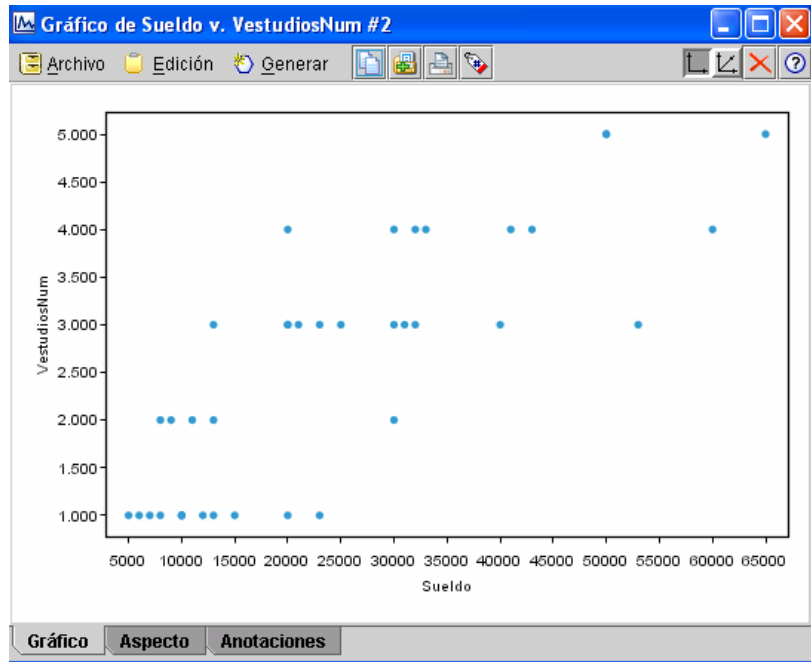 Gráfico de Sueldo v. VestudiosNum #2
Archivo Edición Generar
5.000
4.500
4.000
3.500
3.000
2.500
2.000
1.500
1.000
VestudiosNum
5000 10000 15000 20000 25000 30000 35000 40000 45000 50000 55000 60000 65000
Sueldo
Gráfico Aspecto Anotaciones